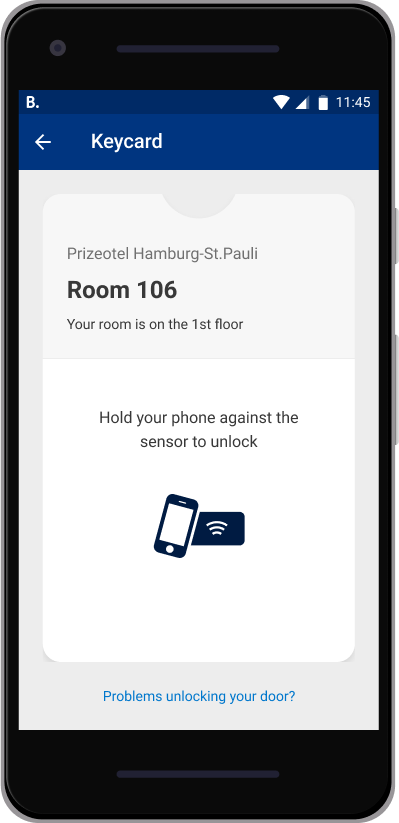 B. 11:45
Keycard
Prizeotel Hamburg-St.Pauli
Room 106
Your room is on the 1st floor
Hold your phone against the
sensor to unlock
Problems unlocking your door?